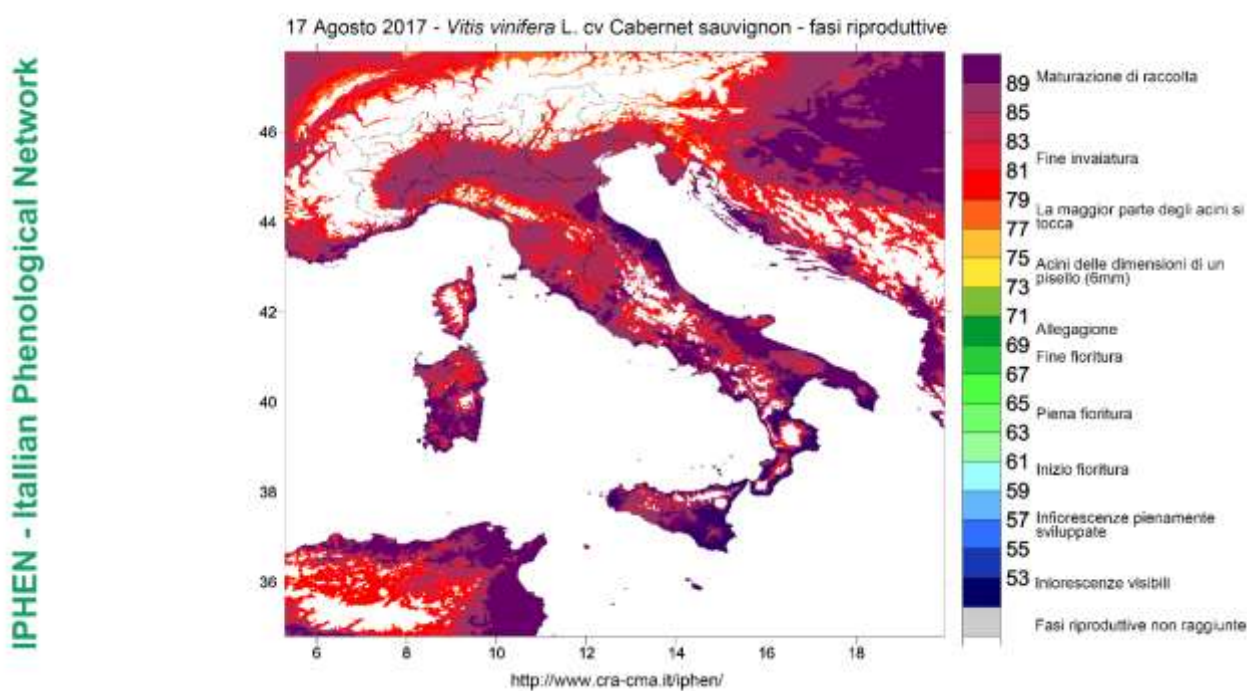 IPHEN - Itallian Phenological Network
17 Agosto 2017 - Vitis vinifera L. cv Cabernet sauvignon - fasi riproduttive
46
44
42
40
38
36
6
8
10
12
14
16
18
http://www.cra-cma.it/iphen/
89
85
83
81
79
77
75
73
71
69
67
65
63
61
59
57
55
53
Maturazione di raccolta
Fine invaiatura
La maggior parte degli acini si
tocca
Acini delle dimensioni di un
pisello (6mm)
Allegagione
Fine fioritura
Piena fioritura
Inizio fioritura
Infiorescenze pienamente
sviluppate
Iniorescenze visibili
Fasi riproduttive non raggiunte